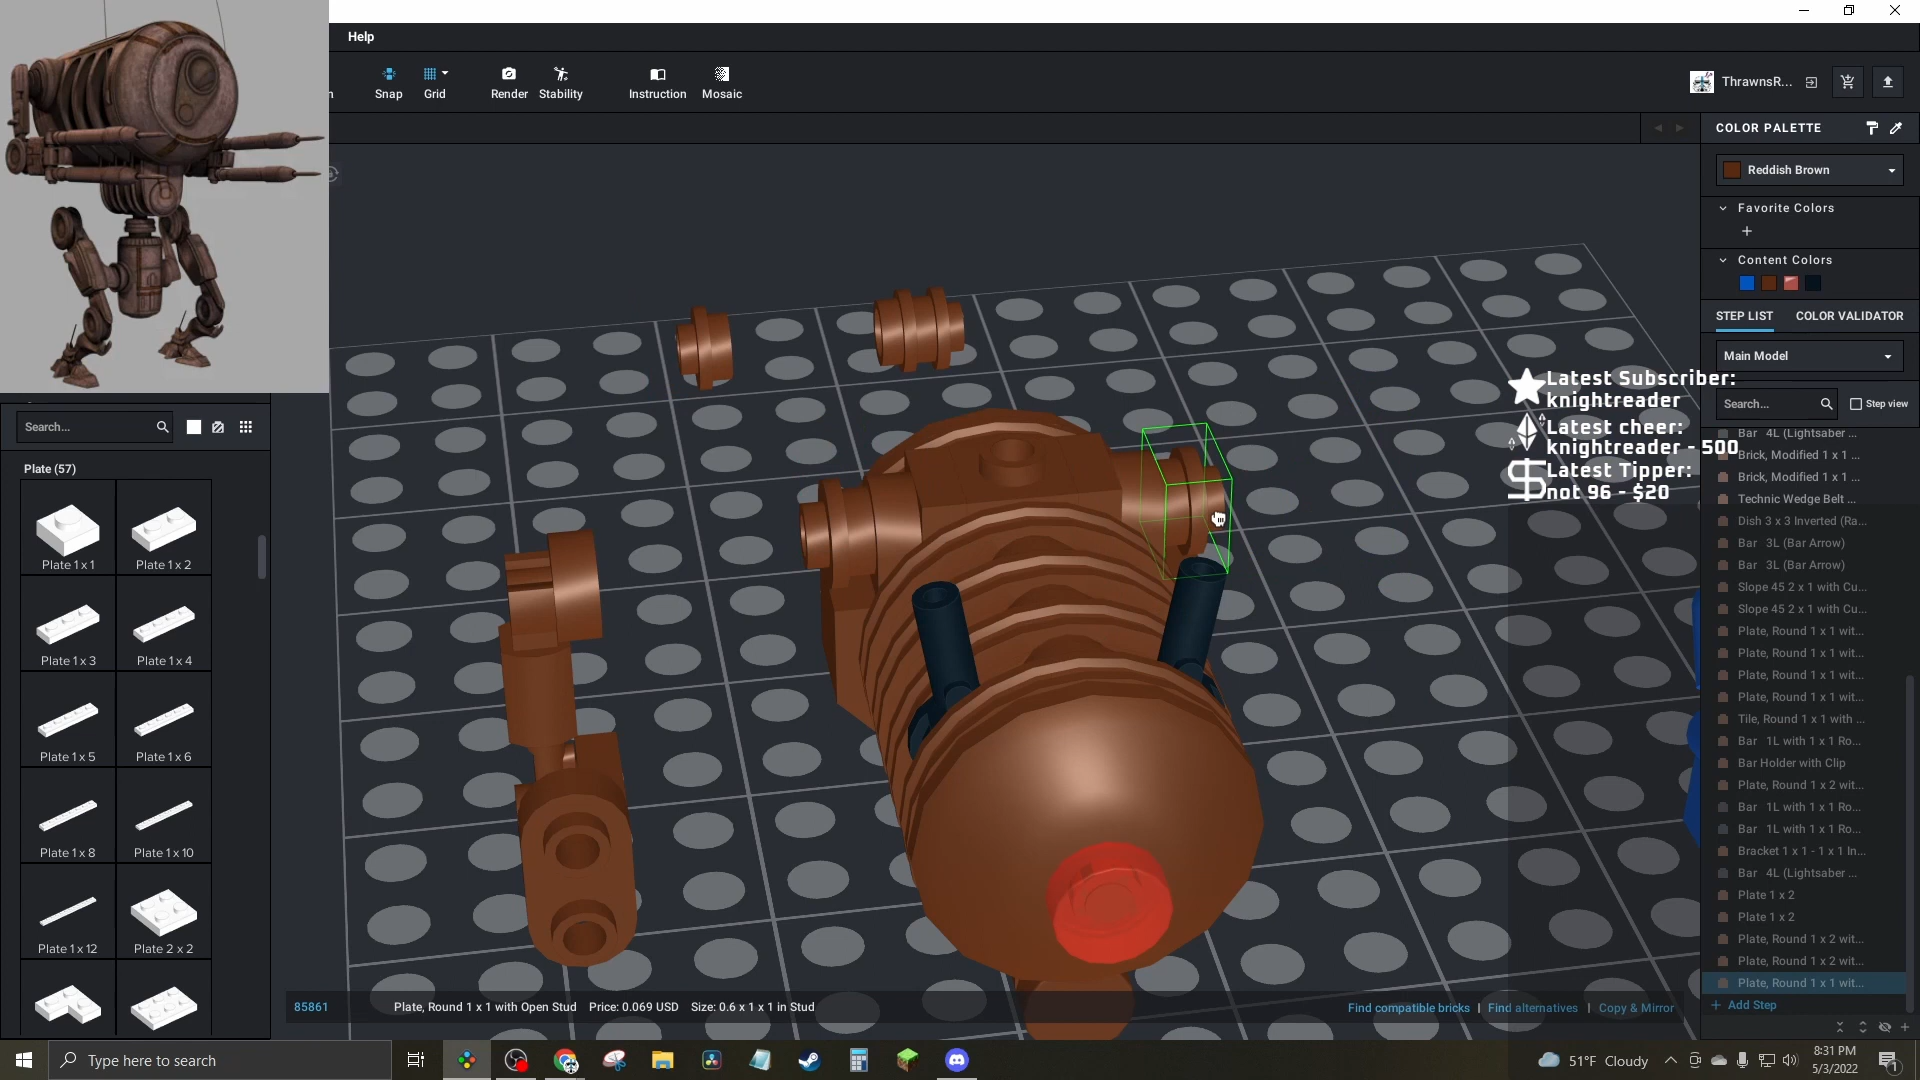 Help
Snap
Grid
Render
Stability
Instruction
Mosaic
ThrawnsR...
COLOR PALETTE
Reddish Brown
Favorite Colors
Content Colors
STEP LIST
COLOR VALIDATOR
Main Model
Search...
Step view
Latest Subscriber:
knightreader
Latest cheer:
knightreader - 500
Latest Tipper:
not 96 - $20
Search...
Plate (57)
Plate 1 x 1
Plate 1 x 2
Plate 1 x 3
Plate 1 x 4
Plate 1 x 5
Plate 1 x 6
Plate 1 x 8
Plate 1 x 10
Plate 1 x 12
Plate 2 x 2
Bar 4L (Lightsaber ...
Brick, Modified 1 x 1 ...
Brick, Modified 1 x 1 ...
Technic Wedge Belt ...
Dish 3 x 3 Inverted (Ra...
Bar 3L (Bar Arrow)
Bar 3L (Bar Arrow)
Slope 45 2 x 1 with Cu...
Slope 45 2 x 1 with Cu...
Plate, Round 1 x 1 wit...
Plate, Round 1 x 1 wit...
Plate, Round 1 x 1 wit...
Plate, Round 1 x 1 wit...
Tile, Round 1 x 1 with ...
Bar 1L with 1 x 1 Ro...
Bar Holder with Clip
Plate, Round 1 x 2 wit...
Bar 1L with 1 x 1 Ro...
Bar 1L with 1 x 1 Ro...
Bracket 1 x 1 - 1 x 1 In...
Bar 4L (Lightsaber ...
Plate 1 x 2
Plate 1 x 2
Plate, Round 1 x 2 wit...
Plate, Round 1 x 2 wit...
Plate, Round 1 x 1 wit...
+ Add Step
85861
Plate, Round 1 x 1 with Open Stud Price: 0.069 USD Size: 0.6 x 1 x 1 in Stud
Find compatible bricks | Find alternatives | Copy & Mirror
Type here to search
51°F Cloudy
8:31 PM
5/3/2022
1